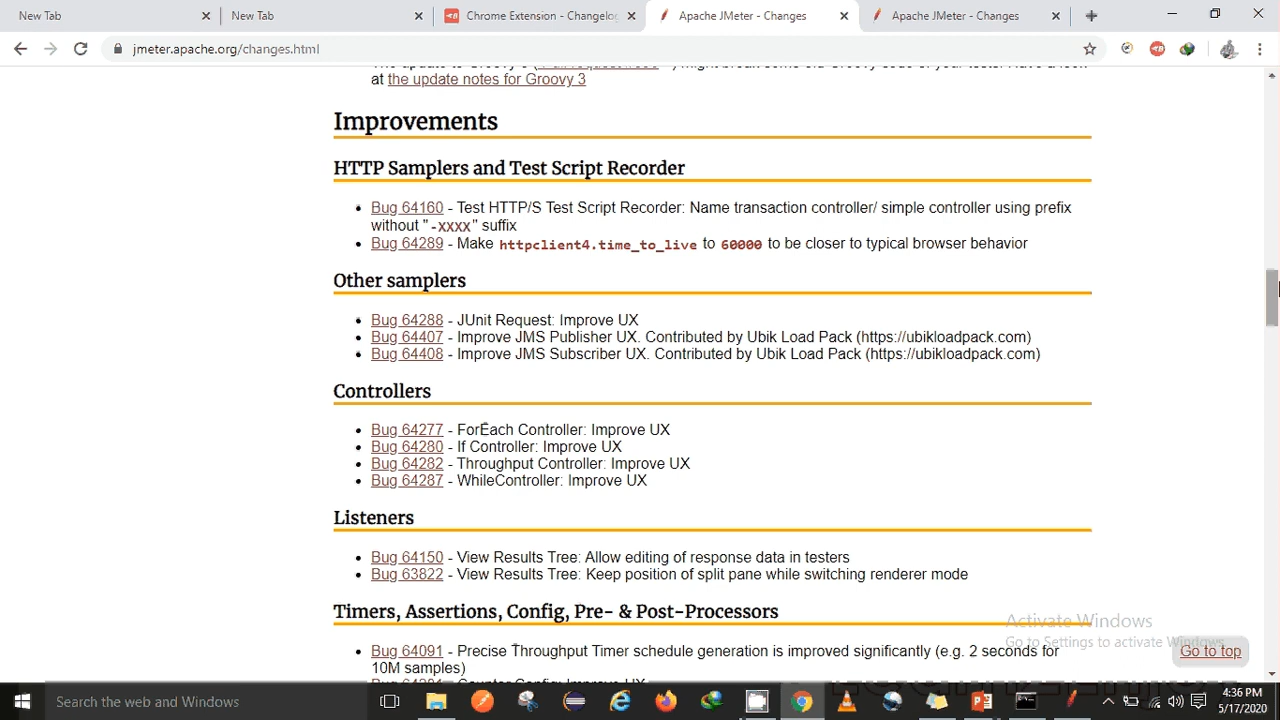 New Tab
New Tab
Chrome Extension - Changelog
Apache JMeter - Changes
Apache JMeter - Changes
jmeter.apache.org/changes.html
at the update notes for Groovy 3
Improvements
HTTP Samplers and Test Script Recorder
Bug 64160 - Test HTTP/S Test Script Recorder: Name transaction controller/ simple controller using prefix
without "-XXXX" suffix
Bug 64289 - Make httpclient4.time_to_live to 60000 to be closer to typical browser behavior
Other samplers
Bug 64288 - JUnit Request: Improve UX
Bug 64407 - Improve JMS Publisher UX. Contributed by Ubik Load Pack (https://ubikloadpack.com)
Bug 64408 - Improve JMS Subscriber UX. Contributed by Ubik Load Pack (https://ubikloadpack.com)
Controllers
Bug 64277 - ForEach Controller: Improve UX
Bug 64280 - If Controller: Improve UX
Bug 64282 - Throughput Controller: Improve UX
Bug 64287 - WhileController: Improve UX
Listeners
Bug 64150 - View Results Tree: Allow editing of response data in testers
Bug 63822 - View Results Tree: Keep position of split pane while switching renderer mode
Timers, Assertions, Config, Pre- & Post-Processors
Activate Windows
Go to Settings to activate Windows.
Go to top
Bug 64091 - Precise Throughput Timer schedule generation is improved significantly (e.g. 2 seconds for
10M samples)
Search the web and Windows
4:36 PM
5/17/2020